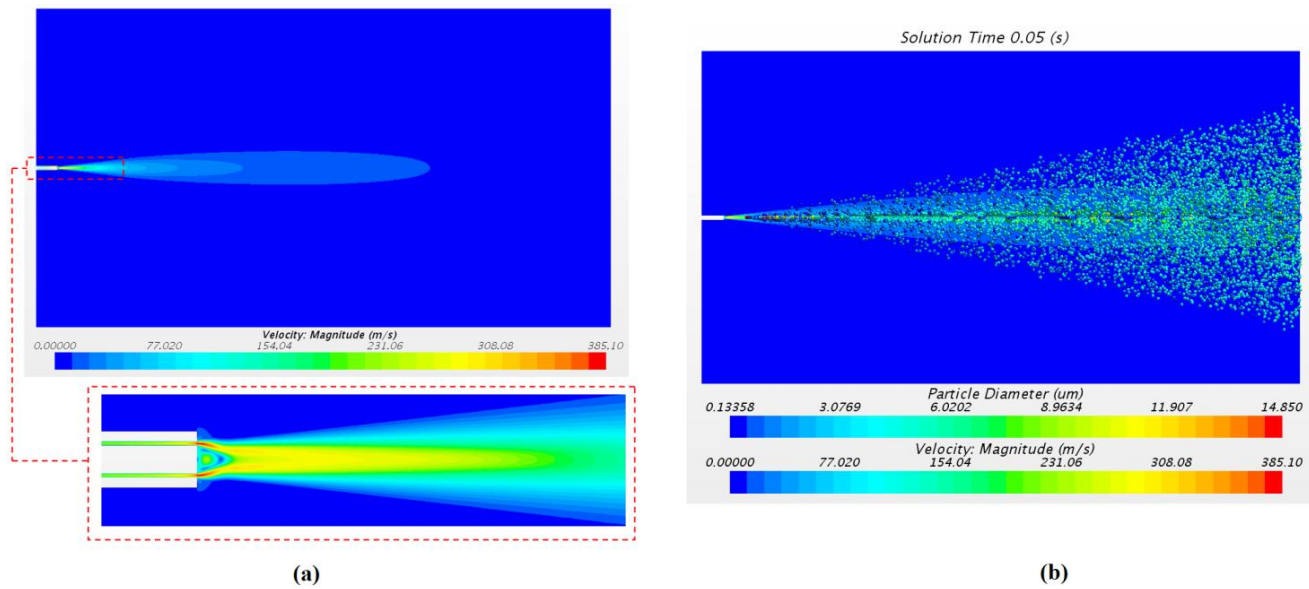 Velocity: Magnitude (m/s)
0.00000 77.020 154.04 231.06 308.08 385.10
(a)
Solution Time 0.05 (s)
Particle Diameter (um)
0.13358 3.0769 6.0202 8.9634 11.907 14.850
Velocity: Magnitude (m/s)
0.00000 77.020 154.04 231.06 308.08 385.10
(b)